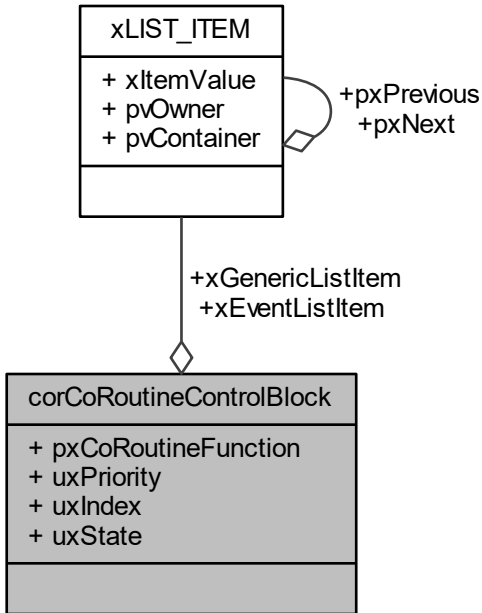 xLIST_ITEM
+ xItemValue
+ pvOwner
+ pvContainer
+pxPrevious
+pxNext
+xGenericListItem
+xEventListItem
corCoRoutineControlBlock
+ pxCoRoutineFunction
+ uxPriority
+ uxIndex
+ uxState